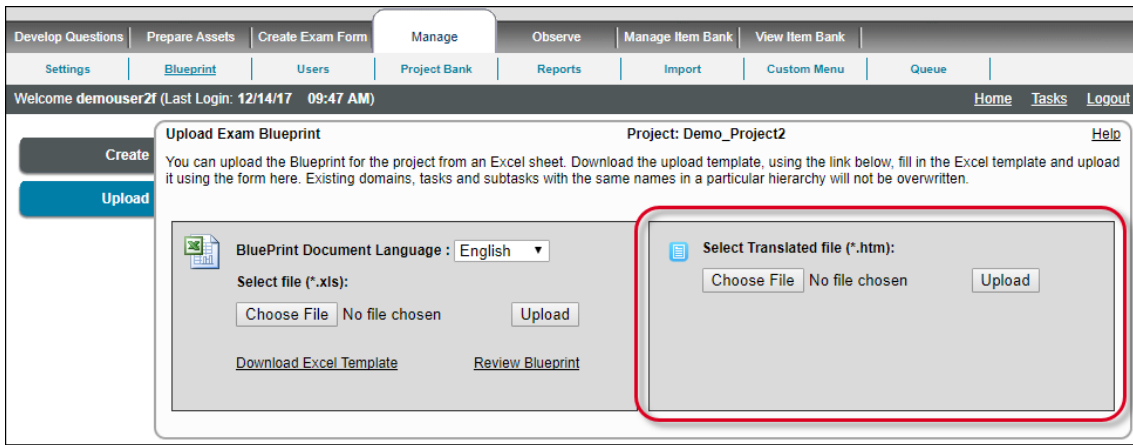 Develop Questions Prepare Assets Create Exam Form Manage Observe Manage Item Bank View Item Bank
Settings Blueprint Users Project Bank Reports Import Custom Menu Queue
Welcome demouser2f (Last Login: 12/14/17 09:47 AM) Home Tasks Logout
Create
Upload
Upload Exam Blueprint Project: Demo_Project2 Help
You can upload the Blueprint for the project from an Excel sheet. Download the upload template, using the link below, fill in the Excel template and upload
it using the form here. Existing domains, tasks and subtasks with the same names in a particular hierarchy will not be overwritten.
BluePrint Document Language : English
Select file (*.xls):
Choose File No file chosen Upload
Download Excel Template Review Blueprint
Select Translated file (*.htm):
Choose File No file chosen Upload